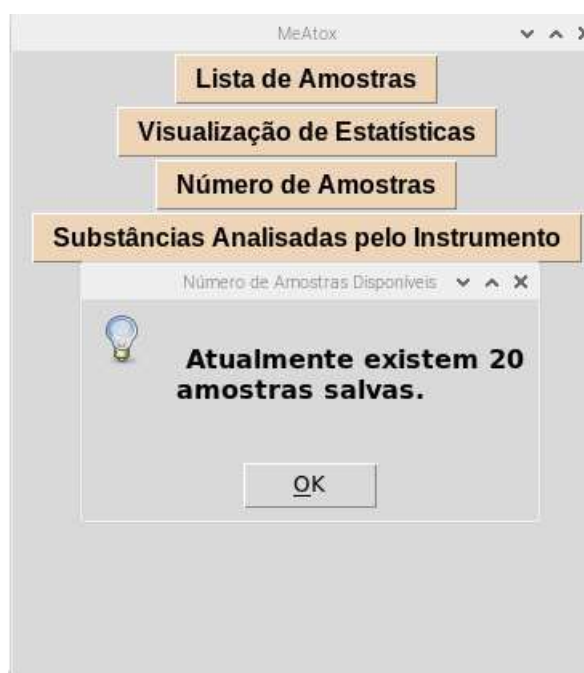 MeAtox
Lista de Amostras
Visualização de Estatísticas
Número de Amostras
Substâncias Analisadas pelo Instrumento
Número de Amostras Disponíveis
Atualmente existem 20
amostras salvas.
OK